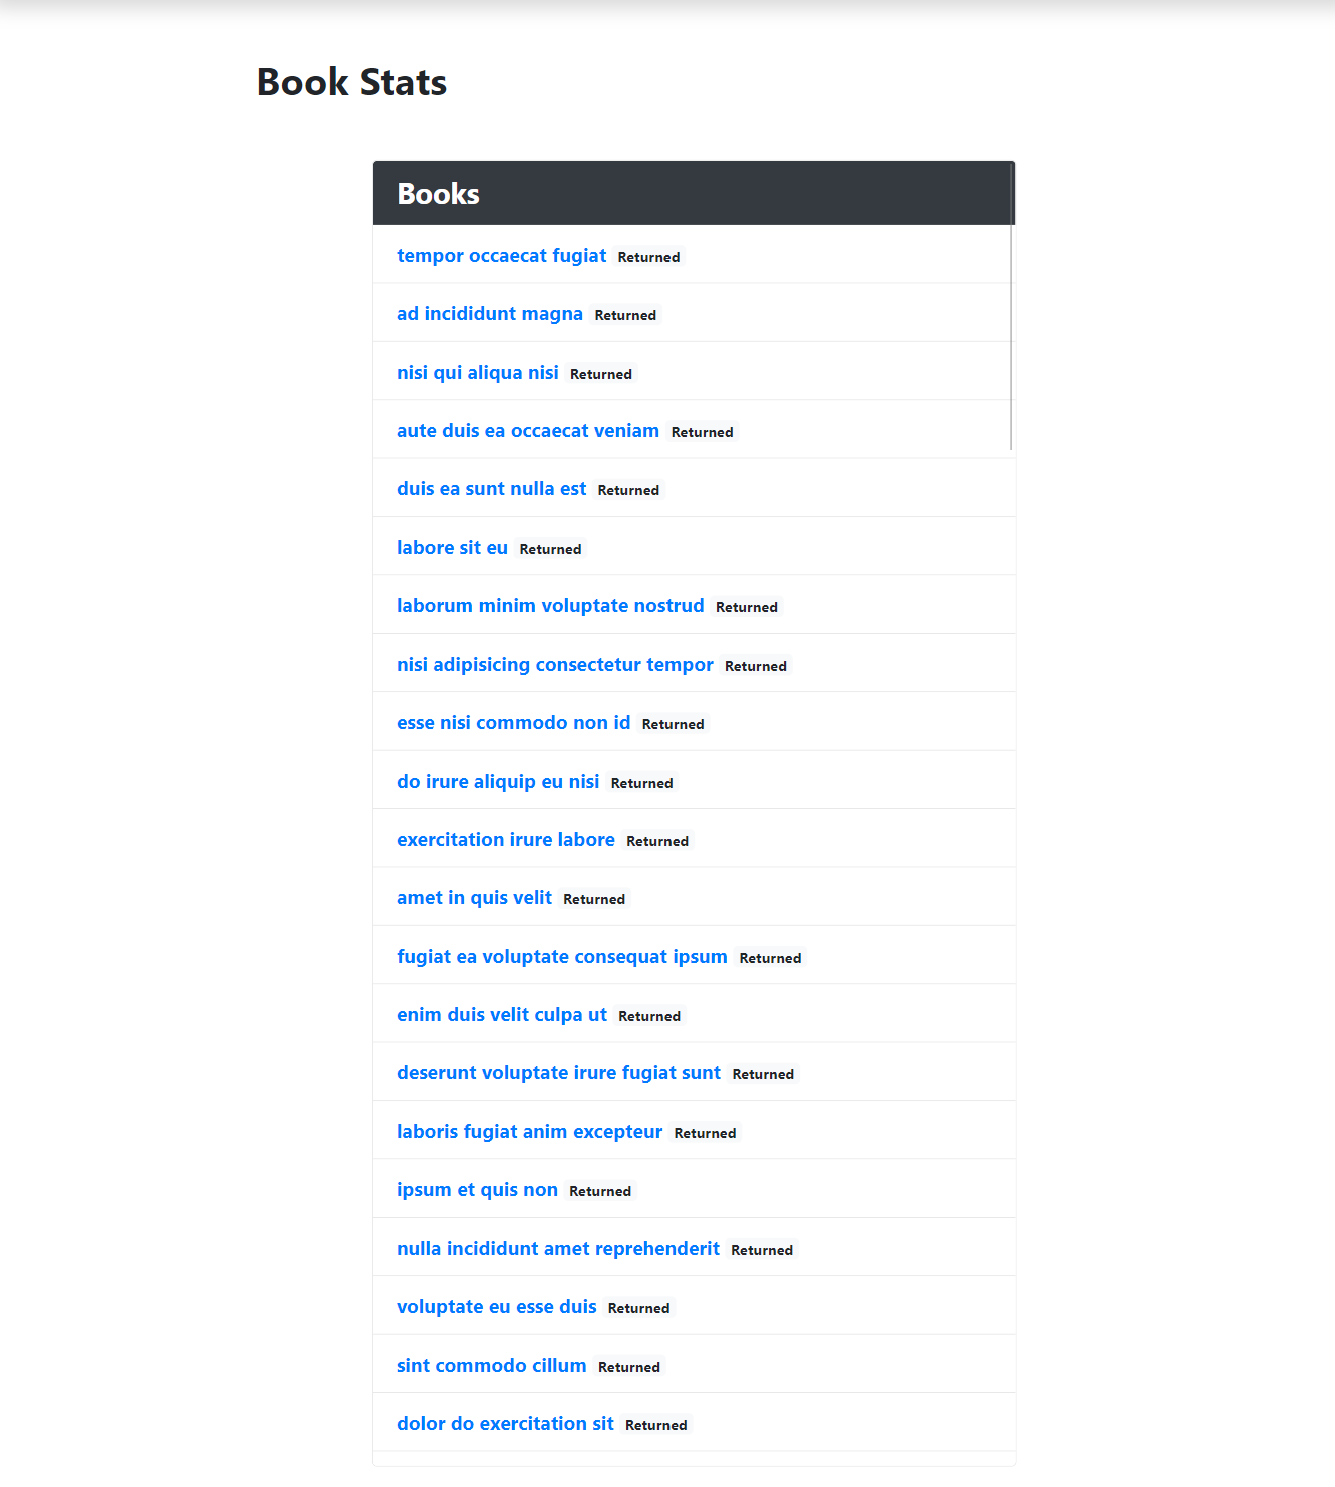 Book Stats
Books
tempor occaecat fugiat Returned
ad incididunt magna Returned
nisi qui aliqua nisi Returned
aute duis ea occaecat veniam Returned
duis ea sunt nulla est Returned
labore sit eu Returned
laborum minim voluptate nostrud Returned
nisi adipisicing consectetur tempor Returned
esse nisi commodo non id Returned
do irure aliquip eu nisi Returned
exercitation irure labore Returned
amet in quis velit Returned
fugiat ea voluptate consequat ipsum Returned
enim duis velit culpa ut Returned
deserunt voluptate irure fugiat sunt Returned
laboris fugiat anim excepteur Returned
ipsum et quis non Returned
nulla incididunt amet reprehenderit Returned
voluptate eu esse duis Returned
sint commodo cillum Returned
dolor do exercitation sit Returned